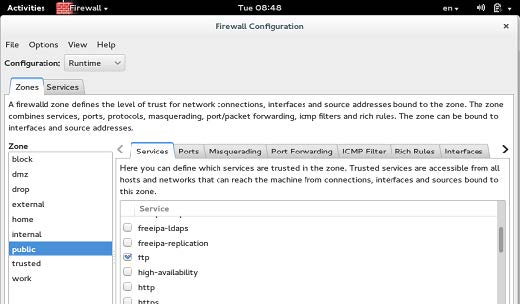 Activities Firewall Tue 08:48 en
Firewall Configuration
File Options View Help
Configuration: Runtime
Zones Services
A firewalld zone defines the level of trust for network connections, interfaces and source addresses bound to the zone. The zone
combines services, ports, protocols, masquerading, port/packet forwarding, icmp filters and rich rules. The zone can be bound to
interfaces and source addresses.
Zone
block
dmz
drop
external
home
internal
public
trusted
work
Services Ports Masquerading Port Forwarding ICMP Filter Rich Rules Interfaces
Here you can define which services are trusted in the zone. Trusted services are accessible from all
hosts and networks that can reach the machine from connections, interfaces and sources bound to
this zone.
Service
freeipa-ldaps
freeipa-replication
ftp
high-availability
http
https